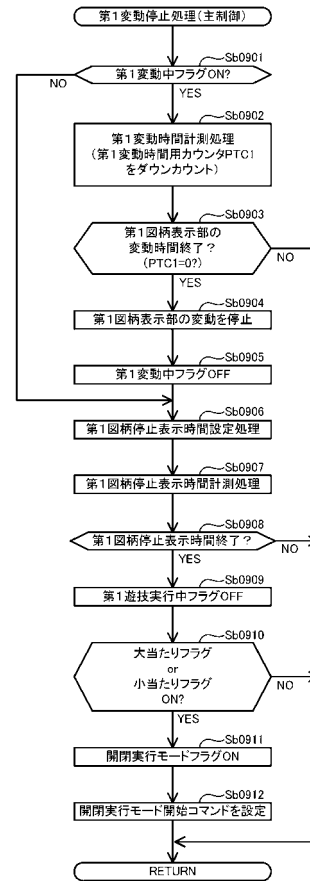 第1変動停止処理(主制御)
Sb0901
第1変動中フラグON?
NO
YES
Sb0902
第1変動時間計測処理
(第1変動時間用カウンタPTC1
をダウンカウント)
Sb0903
第1図柄表示部の
変動時間終了?
(PTC1=0?)
NO
YES
Sb0904
第1図柄表示部の変動を停止
Sb0905
第1変動中フラグOFF
Sb0906
第1図柄停止表示時間設定処理
Sb0907
第1図柄停止表示時間計測処理
Sb0908
第1図柄停止表示時間終了?
NO
YES
Sb0909
第1遊技実行中フラグOFF
Sb0910
大当たりフラグ
or
小当たりフラグ
ON?
NO
YES
Sb0911
開閉実行モードフラグON
Sb0912
開閉実行モード開始コマンドを設定
RETURN